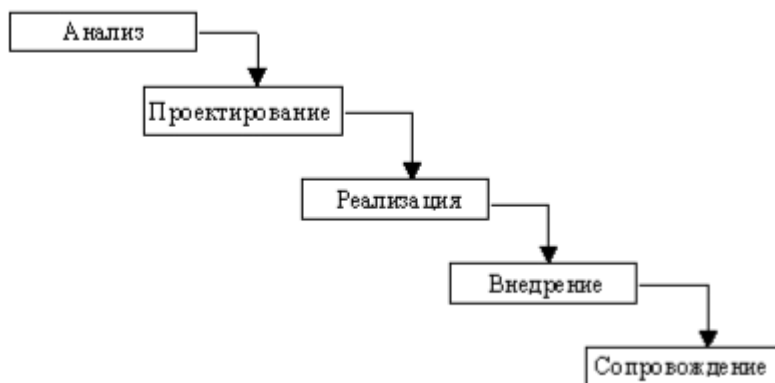 Анализ
Проектирование
Реализация
Внедрение
Сопровождение